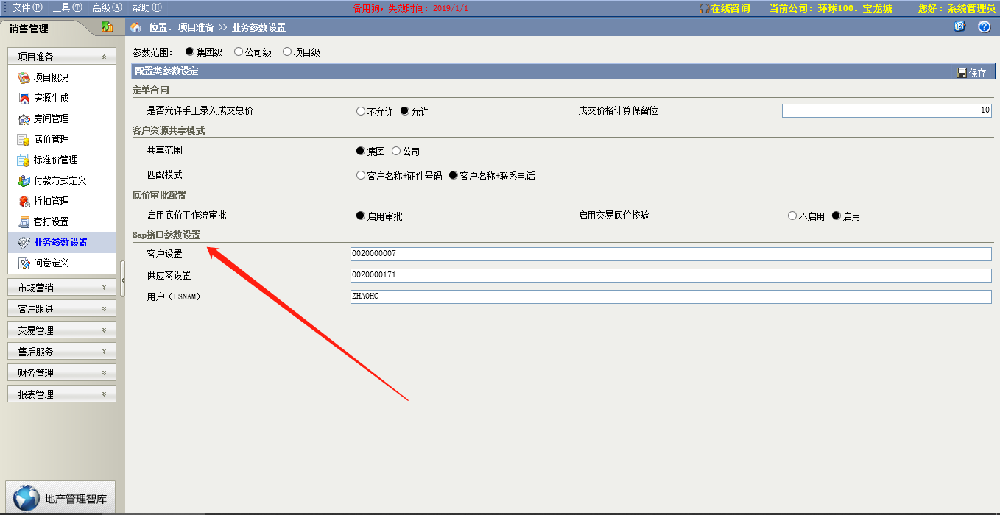 文件(F) 工具(T) 高级(A) 帮助(H) 备用狗，失效时间：2019/1/1 在线咨询 当前公司：环球100．宝龙城 您好：系统管理员
销售管理
位置：项目准备 >> 业务参数设置
项目准备
项目概况
房源生成
房间管理
底价管理
标准价管理
付款方式定义
折扣管理
套打设置
业务参数设置
问卷定义
市场营销
客户跟进
交易管理
售后服务
财务管理
报表管理
地产管理智库
参数范围： 集团级 公司级 项目级
配置类参数设定 保存
定单合同
是否允许手工录入成交总价 不允许 允许 成交价格计算保留位 10
客户资源共享模式
共享范围 集团 公司
匹配模式 客户名称+证件号码 客户名称+联系电话
底价审批配置
启用底价工作流审批 启用审批 启用交易底价校验 不启用 启用
Sap接口参数设置
客户设置 0020000007
供应商设置 0020000171
用户（USNAM） ZHAOHC